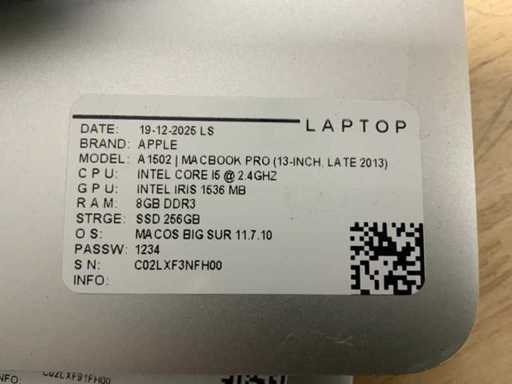 LAPTOP
DATE: 19-12-2025 LS
BRAND: APPLE
MODEL: A1502 | MACBOOK PRO (13-INCH, LATE 2013)
CPU: INTEL CORE I5 @ 2.4GHZ
GPU: INTEL IRIS 1536 MB
RAM: 8GB DDR3
STRGE: SSD 256GB
OS: MACOS BIG SUR 11.7.10
PASSW: 1234
SN: C02LXF3NFH00
INFO:
C02LXF91FH00
NFO: